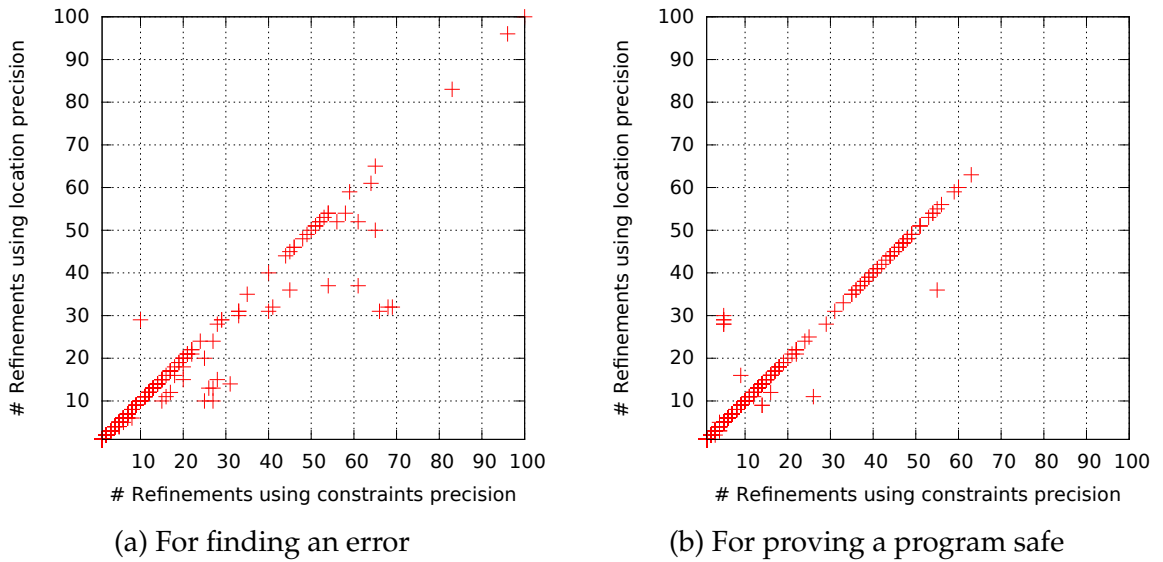 # Refinements using location precision
100
90
80
70
60
50
40
30
20
10
10 20 30 40 50 60 70 80 90 100
# Refinements using constraints precision
(a) For finding an error
# Refinements using location precision
100
90
80
70
60
50
40
30
20
10
10 20 30 40 50 60 70 80 90 100
# Refinements using constraints precision
(b) For proving a program safe